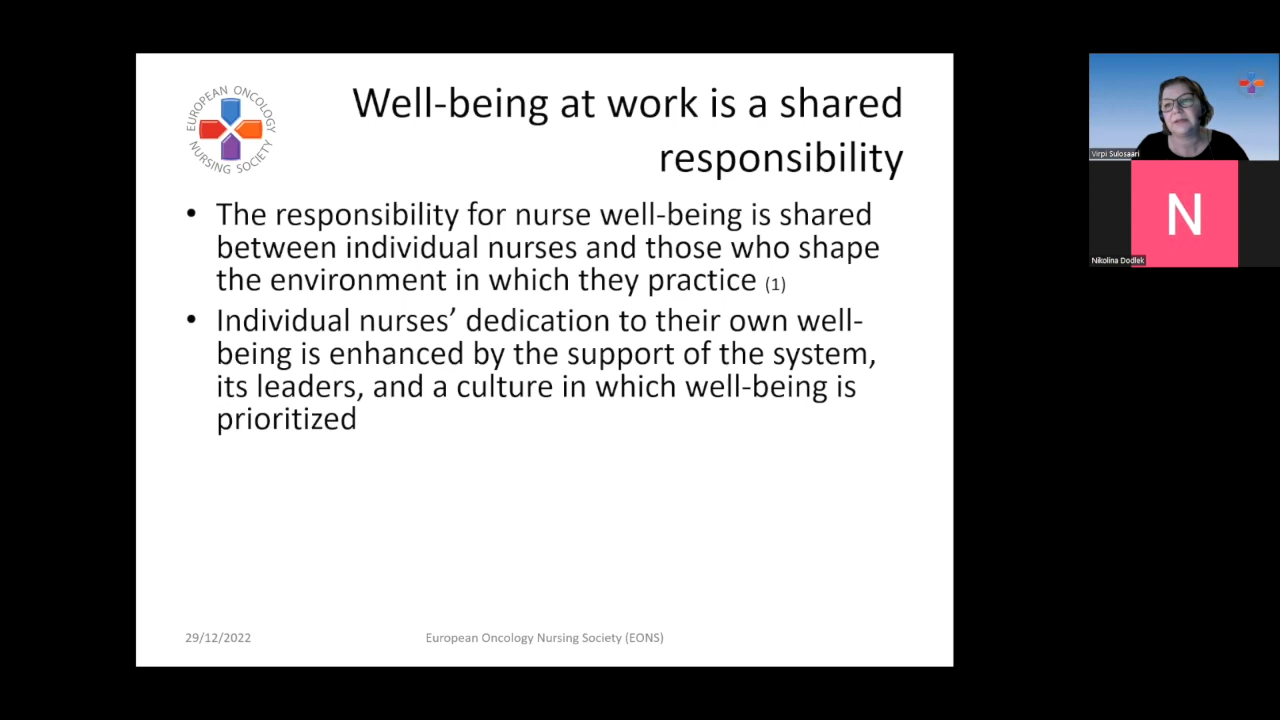 EUROPEAN ONCOLOGY
NURSING SOCIETY
Well-being at work is a shared
responsibility
• The responsibility for nurse well-being is shared
between individual nurses and those who shape
the environment in which they practice (1)
• Individual nurses’ dedication to their own well-
being is enhanced by the support of the system,
its leaders, and a culture in which well-being is
prioritized
29/12/2022
European Oncology Nursing Society (EONS)
Virpi Sulosaari
N
Nikolina Dodlek